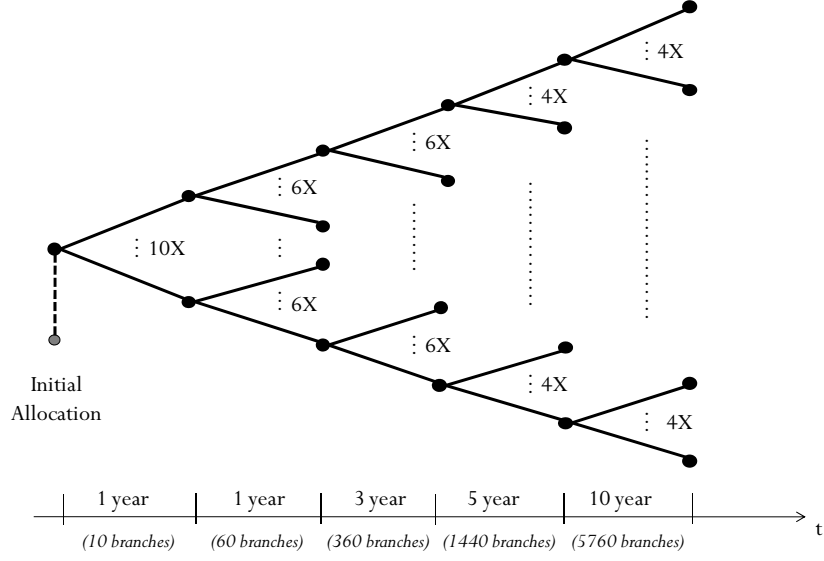 4X
4X
6X
6X
10X
6X
6X
4X
4X
Initial
Allocation
1 year
1 year
3 year
5 year
10 year
(10 branches)
(60 branches)
(360 branches)
(1440 branches)
(5760 branches)
t